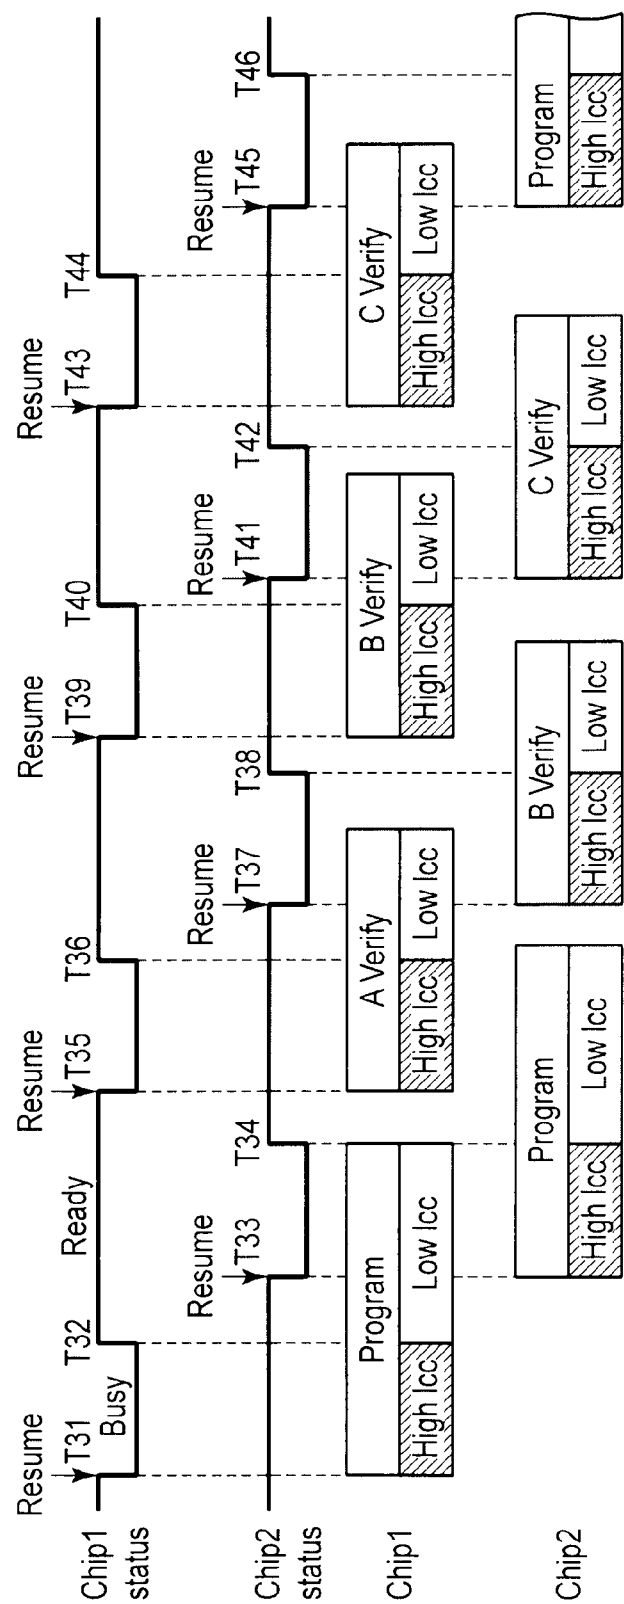 Resume
Resume
Resume
Resume
T31
T32
T35
T36
T39
T40
T43
T44
Chip1
status
Busy
Ready
Resume
Resume
Resume
Resume
T33
T34
T37
T38
T41
T42
T45
T46
Chip2
status
Chip1
Program
A Verify
B Verify
C Verify
High Icc
Low Icc
High Icc
Low Icc
High Icc
Low Icc
High Icc
Low Icc
Chip2
Program
B Verify
C Verify
Program
High Icc
Low Icc
High Icc
Low Icc
High Icc
Low Icc
High Icc